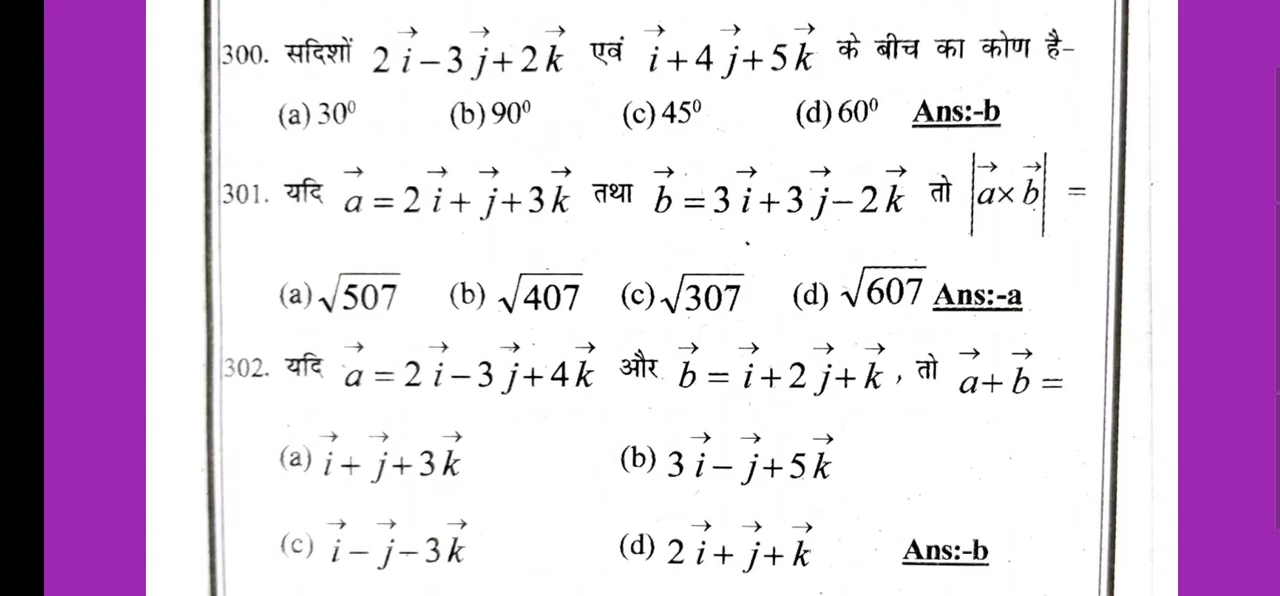 300. सदिशों 2i⃗ − 3j⃗ + 2k⃗ एवं i⃗ + 4j⃗ + 5k⃗ के बीच का कोण है-
(a) 30⁰ (b) 90⁰ (c) 45⁰ (d) 60⁰ Ans:-b
301. यदि a⃗ = 2i⃗ + j⃗ + 3k⃗ तथा b⃗ = 3i⃗ + 3j⃗ − 2k⃗ तो |a⃗ × b⃗| =
(a) √507 (b) √407 (c) √307 (d) √607 Ans:-a
302. यदि a⃗ = 2i⃗ − 3j⃗ + 4k⃗ और b⃗ = i⃗ + 2j⃗ + k⃗, तो a⃗ + b⃗ =
(a) i⃗ + j⃗ + 3k⃗ (b) 3i⃗ − j⃗ + 5k⃗
(c) i⃗ − j⃗ − 3k⃗ (d) 2i⃗ + j⃗ + k⃗ Ans:-b